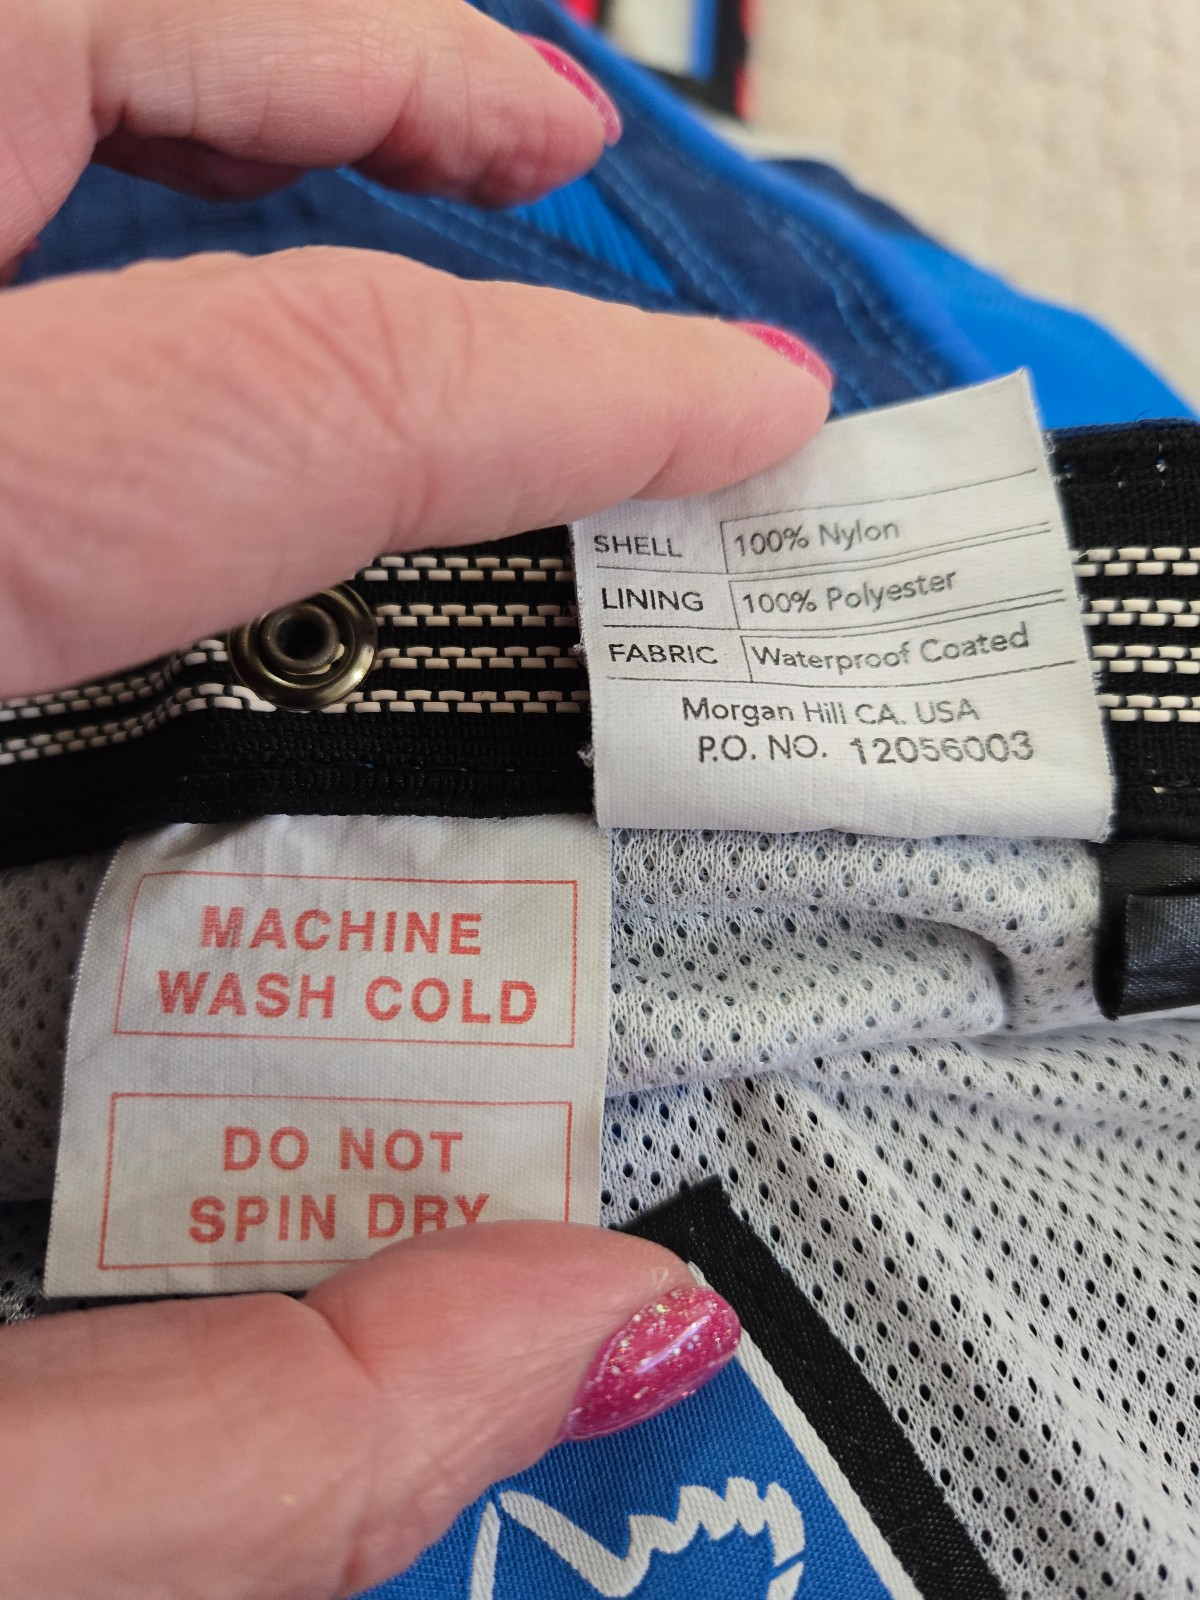 SHELL 100% Nylon
LINING 100% Polyester
FABRIC Waterproof Coated
Morgan Hill CA. USA
P.O. NO. 12056003
MACHINE
WASH COLD
DO NOT
SPIN DRY